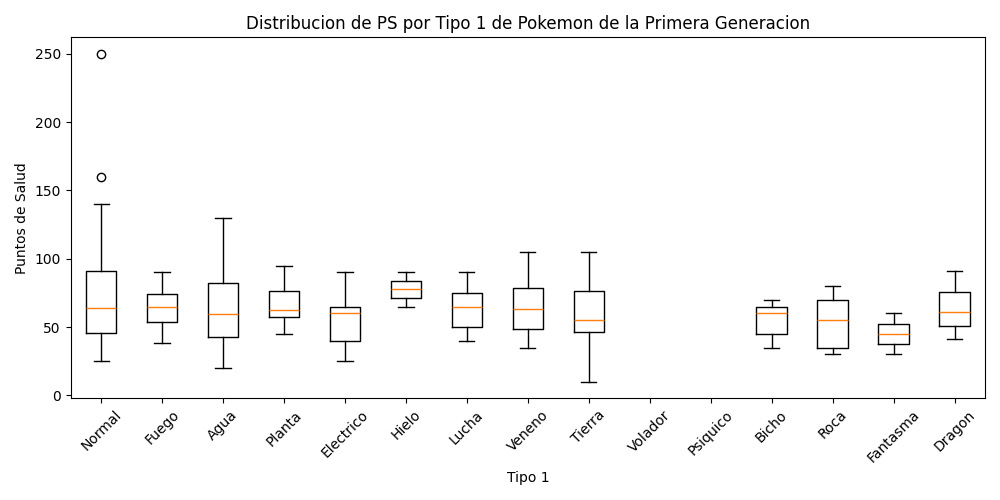 Distribucion de PS por Tipo 1 de Pokemon de la Primera Generacion
Puntos de Salud
250
200
150
100
50
0
Normal
Fuego
Agua
Planta
Electrico
Hielo
Lucha
Veneno
Tierra
Volador
Psiquico
Bicho
Roca
Fantasma
Dragon
Tipo 1